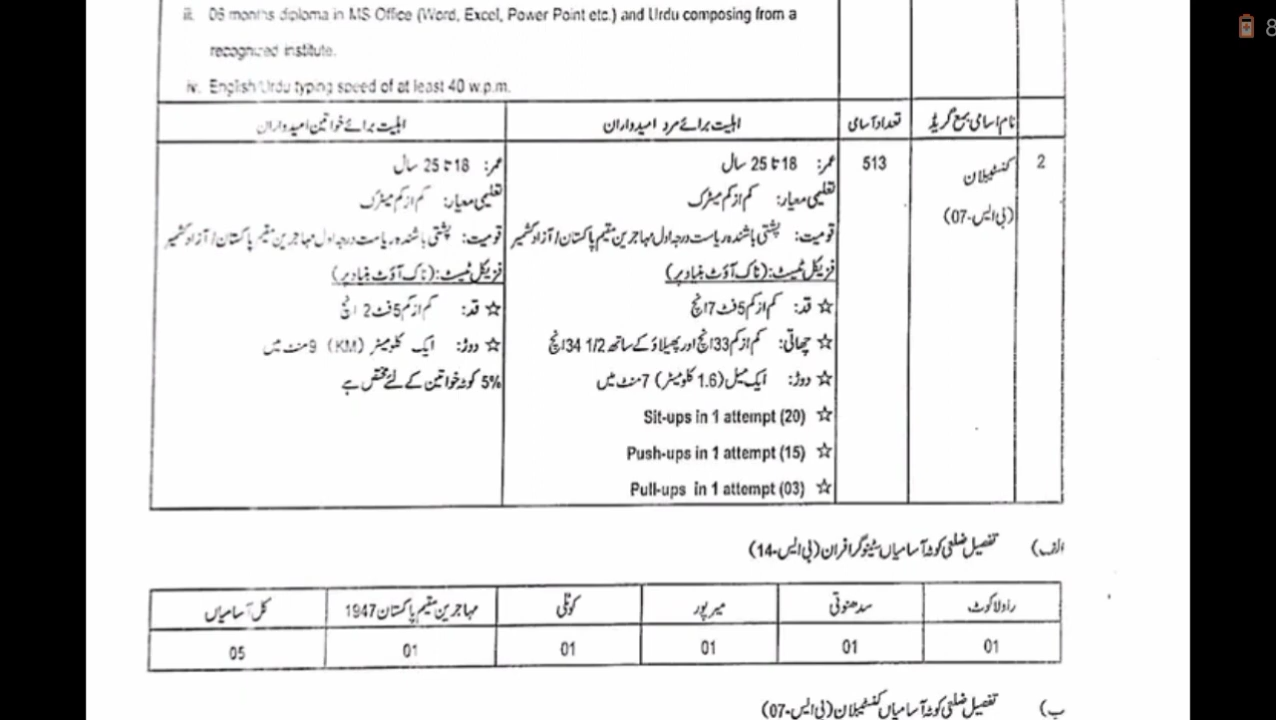 iii. 06 months diploma in MS Office (Word, Excel, Power Point etc.) and Urdu composing from a
recognized institute.
iv. English/Urdu typing speed of at least 40 w.p.m.
نام اسامی بمع گریڈ	تعداد آسامی	اہلیت برائے مرد امیدواران	اہلیت برائے خواتین امیدواران
2	کنسٹیبلان	513	عمر: 18 تا 25 سال	عمر: 18 تا 25 سال
تعلیمی معیار: کم از کم میٹرک	تعلیمی معیار: کم از کم میٹرک
(بی ایس-07)	قومیت: پشتی باشندہ ریاست درجہ اول مہاجرین مقیم پاکستان/آزاد کشمیر	قومیت: پشتی باشندہ ریاست درجہ اول مہاجرین مقیم پاکستان/آزاد کشمیر
فزیکل ٹیسٹ: (ناک آؤٹ بنیاد پر)	فزیکل ٹیسٹ: (ناک آؤٹ بنیاد پر)
☆ قد: کم از کم 5 فٹ 7 انچ	☆ قد: کم از کم 5 فٹ 2 انچ
☆ چھاتی: کم از کم 33 انچ اور پھیلاؤ کے ساتھ 34 1/2 انچ	☆ دوڑ: ایک کلومیٹر (KM) 9 منٹ میں
☆ دوڑ: ایک میل (1.6 کلومیٹر) 7 منٹ میں	5% کوٹہ خواتین کے لئے مختص ہے
☆ Sit-ups in 1 attempt (20)
☆ Push-ups in 1 attempt (15)
☆ Pull-ups in 1 attempt (03)
الف) تفصیل ضلعی کوٹہ آسامیاں سٹینوگرافران (بی ایس-14)
راولاکوٹ	سدھنوتی	میرپور	کوٹلی	مہاجرین مقیم پاکستان 1947	کل آسامیاں
01	01	01	01	01	05
ب) تفصیل ضلعی کوٹہ آسامیاں کنسٹیبلان (بی ایس-07)
8